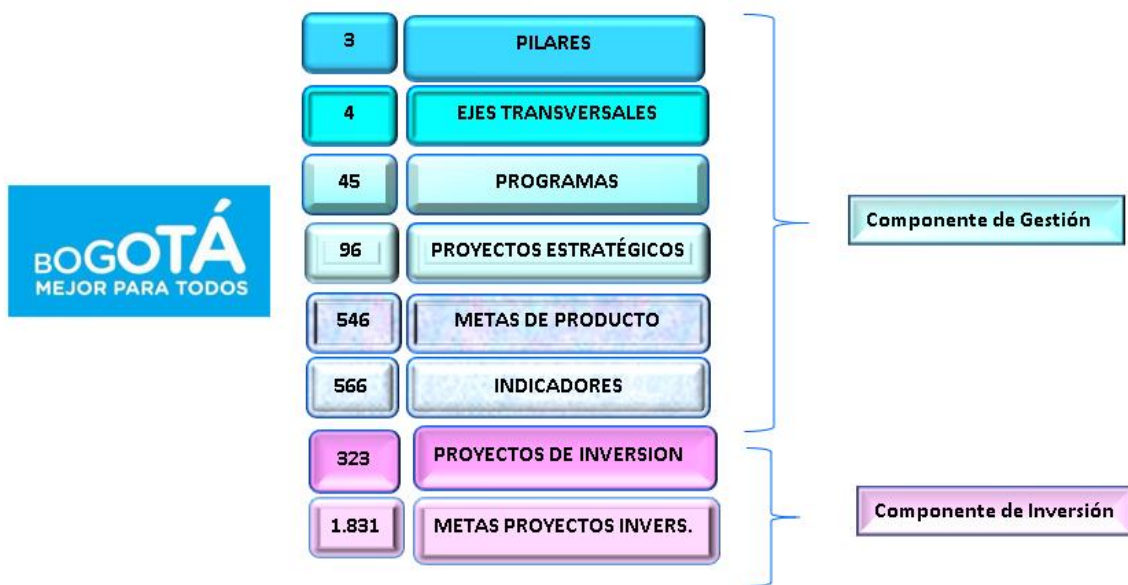 3 PILARES
4 EJES TRANSVERSALES
45 PROGRAMAS
96 PROYECTOS ESTRATÉGICOS
546 METAS DE PRODUCTO
566 INDICADORES
323 PROYECTOS DE INVERSION
1.831 METAS PROYECTOS INVERS.
BOGOTÁ
MEJOR PARA TODOS
Componente de Gestión
Componente de Inversión